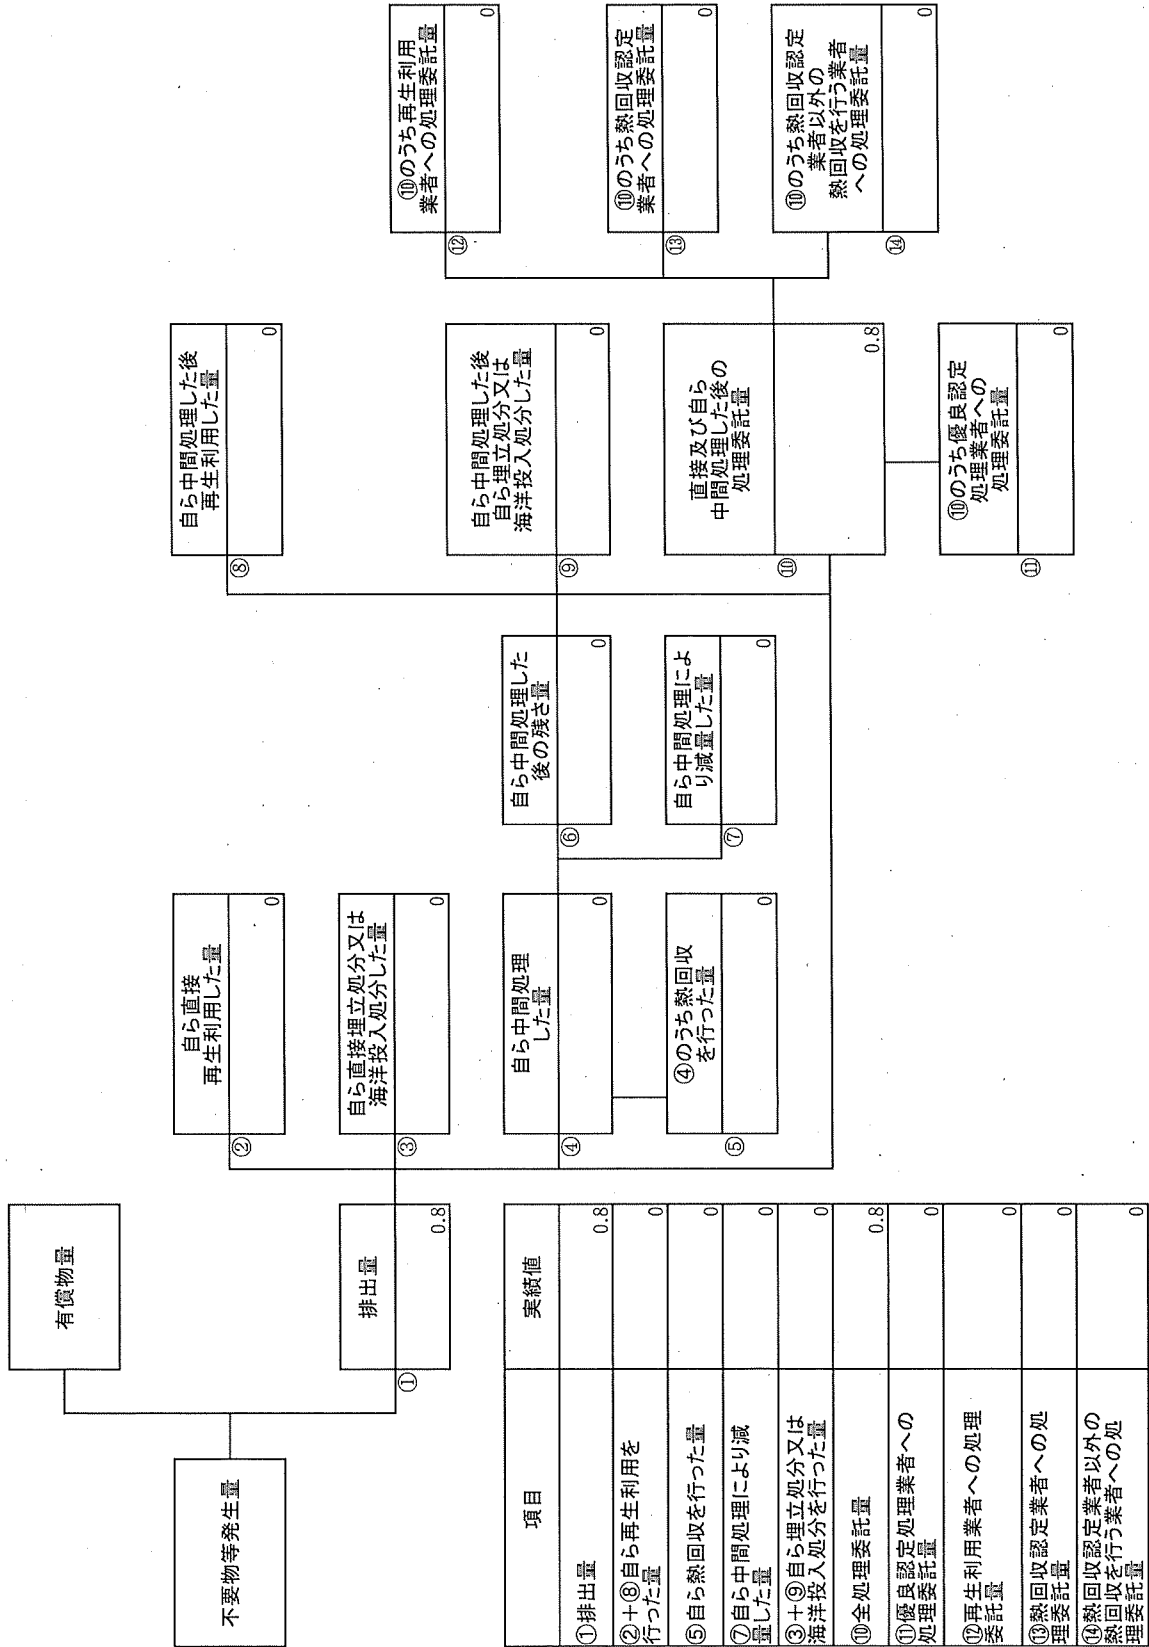 不要物等発生量
有償物量
排出量
①
0.8
自ら直接
再生利用した量
②
0
自ら直接埋立処分又は
海洋投入処分した量
③
0
自ら中間処理
した量
④
0
④のうち熱回収
を行った量
⑤
0
自ら中間処理した
後の残さ量
⑥
0
自ら中間処理によ
り減量した量
⑦
0
自ら中間処理した後
再生利用した量
⑧
0
自ら中間処理した後
自ら埋立処分又は
海洋投入処分した量
⑨
0
直接及び自ら
中間処理した後の
処理委託量
⑩
0.8
⑩のうち優良認定
処理業者への
処理委託量
⑪
0
⑩のうち再生利用
業者への処理委託量
⑫
0
⑩のうち熱回収認定
業者への処理委託量
⑬
0
⑩のうち熱回収認定
業者以外の
熱回収を行う業者
への処理委託量
⑭
0
項目 実績値
①排出量 0.8
②+⑧自ら再生利用を
行った量 0
⑤自ら熱回収を行った量 0
⑦自ら中間処理により減
量した量 0
③+⑨自ら埋立処分又は
海洋投入処分を行った量 0
⑩全処理委託量 0.8
⑪優良認定処理業者への
処理委託量 0
⑫再生利用業者への処理
委託量 0
⑬熱回収認定業者への処
理委託量 0
⑭熱回収認定業者以外の
熱回収を行う業者への処
理委託量 0